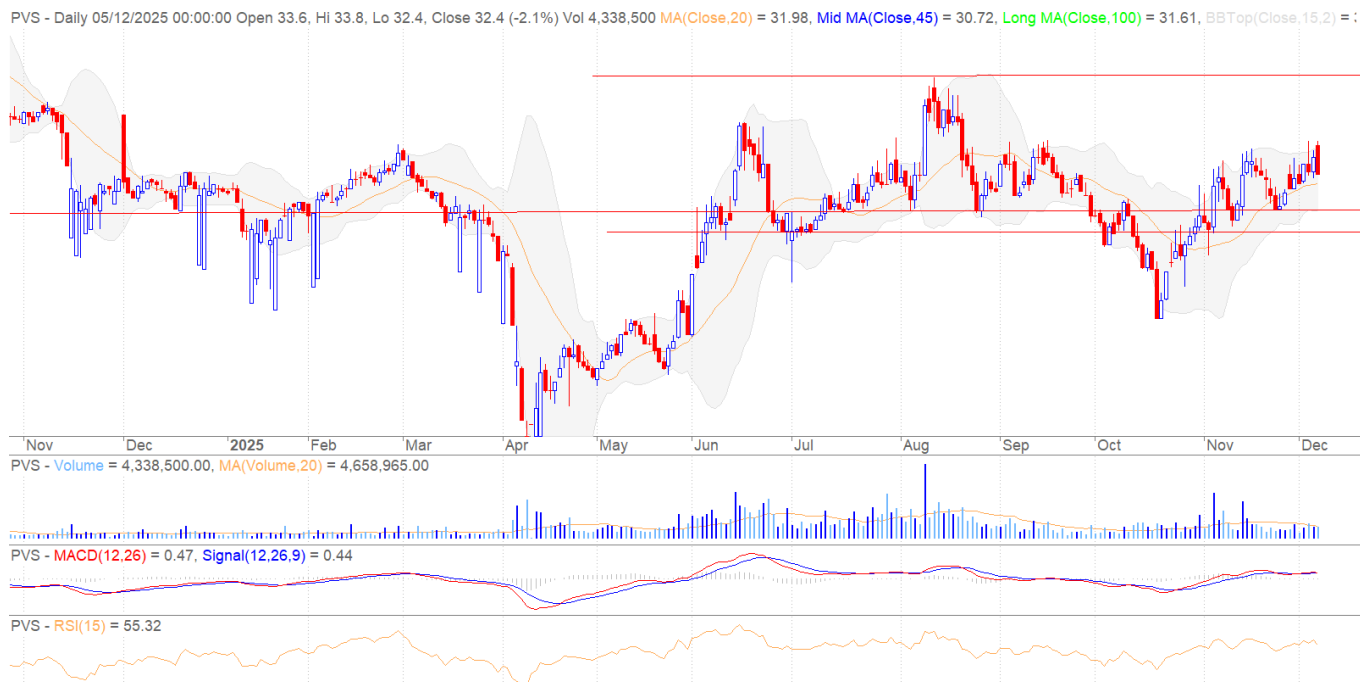 PVS - Daily 05/12/2025 00:00:00 Open 33.6, Hi 33.8, Lo 32.4, Close 32.4 (-2.1%) Vol 4,338,500 MA(Close,20) = 31.98, Mid MA(Close,45) = 30.72, Long MA(Close,100) = 31.61, BBTop(Close,15,2) =
Nov Dec 2025 Feb Mar Apr May Jun Jul Aug Sep Oct Nov Dec
PVS - Volume = 4,338,500.00, MA(Volume,20) = 4,658,965.00
PVS - MACD(12,26) = 0.47, Signal(12,26,9) = 0.44
PVS - RSI(15) = 55.32